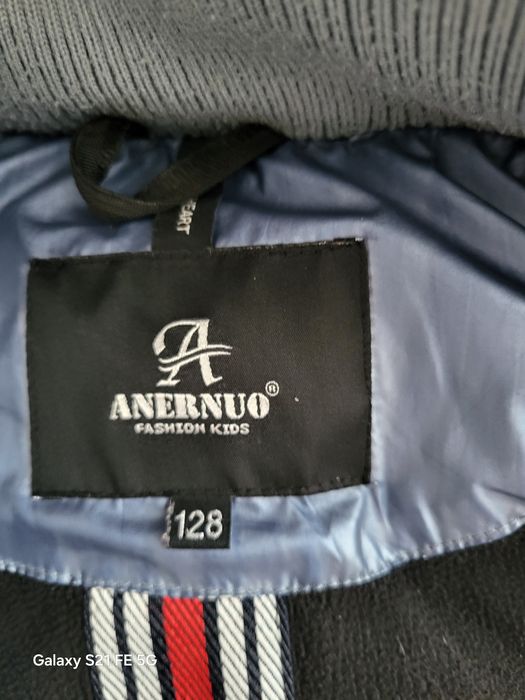 A
ANERNUO®
FASHION KIDS
128
Galaxy S21 FE 5G